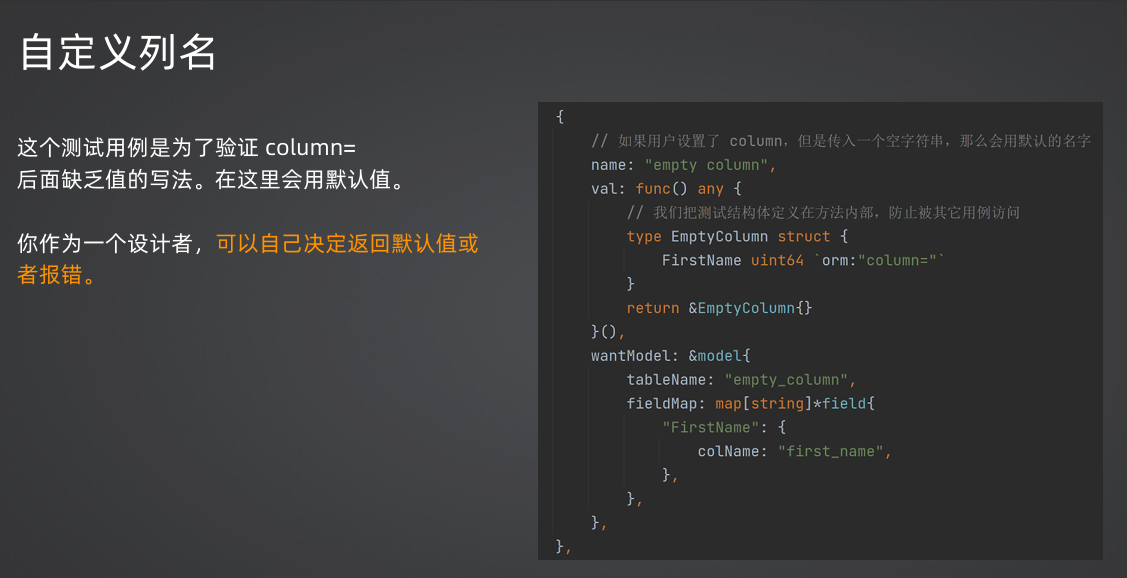 自定义列名
这个测试用例是为了验证 column=
后面缺乏值的写法。在这里会用默认值。
你作为一个设计者，可以自己决定返回默认值或
者报错。
{
// 如果用户设置了 column，但是传入一个空字符串，那么会用默认的名字
name: "empty column",
val: func() any {
// 我们把测试结构体定义在方法内部，防止被其它用例访问
type EmptyColumn struct {
FirstName uint64 `orm:"column="`
}
return &EmptyColumn{}
}(),
wantModel: &model{
tableName: "empty_column",
fieldMap: map[string]*field{
"FirstName": {
colName: "first_name",
},
},
},
},